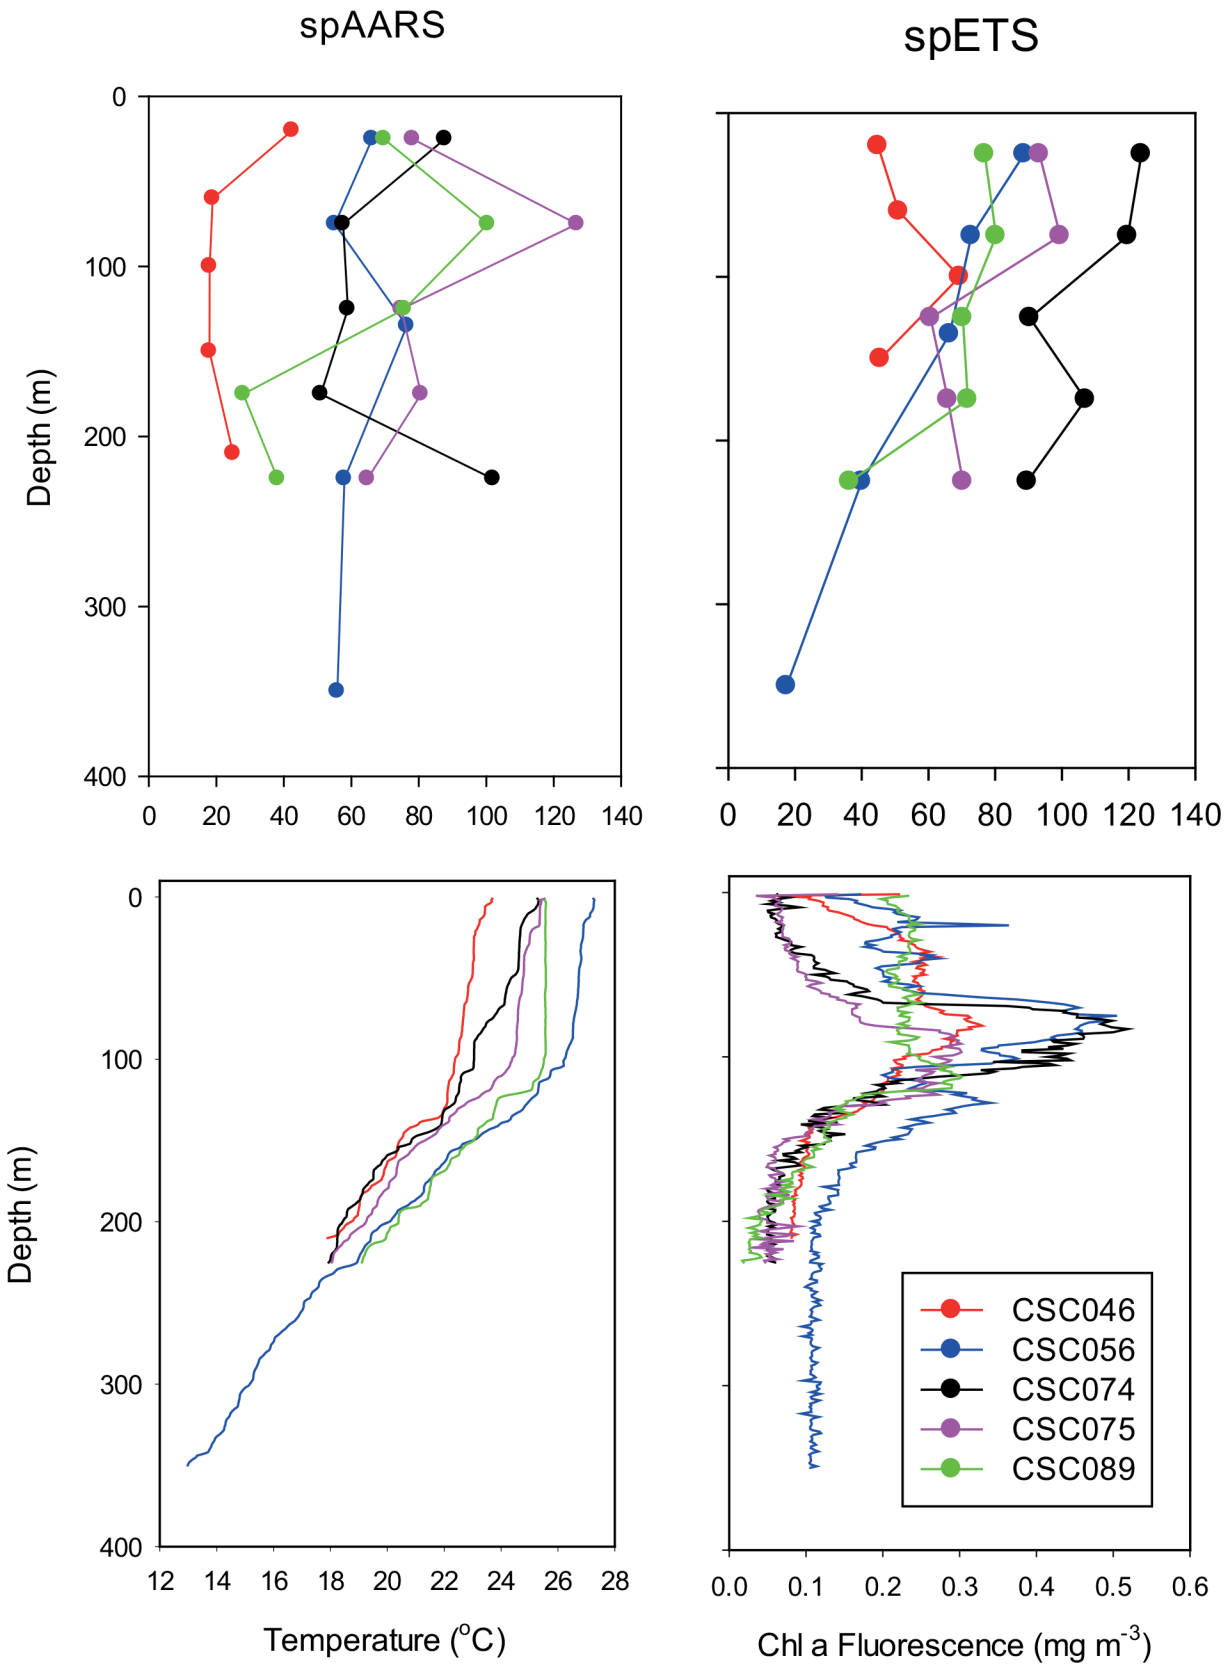 spAARS
spETS
0
100
200
300
400
Depth (m)
0 20 40 60 80 100 120 140
0 20 40 60 80 100 120 140
0
100
200
300
400
Depth (m)
12 14 16 18 20 22 24 26 28
Temperature (°C)
CSC046
CSC056
CSC074
CSC075
CSC089
0.0 0.1 0.2 0.3 0.4 0.5 0.6
Chl a Fluorescence (mg m⁻³)